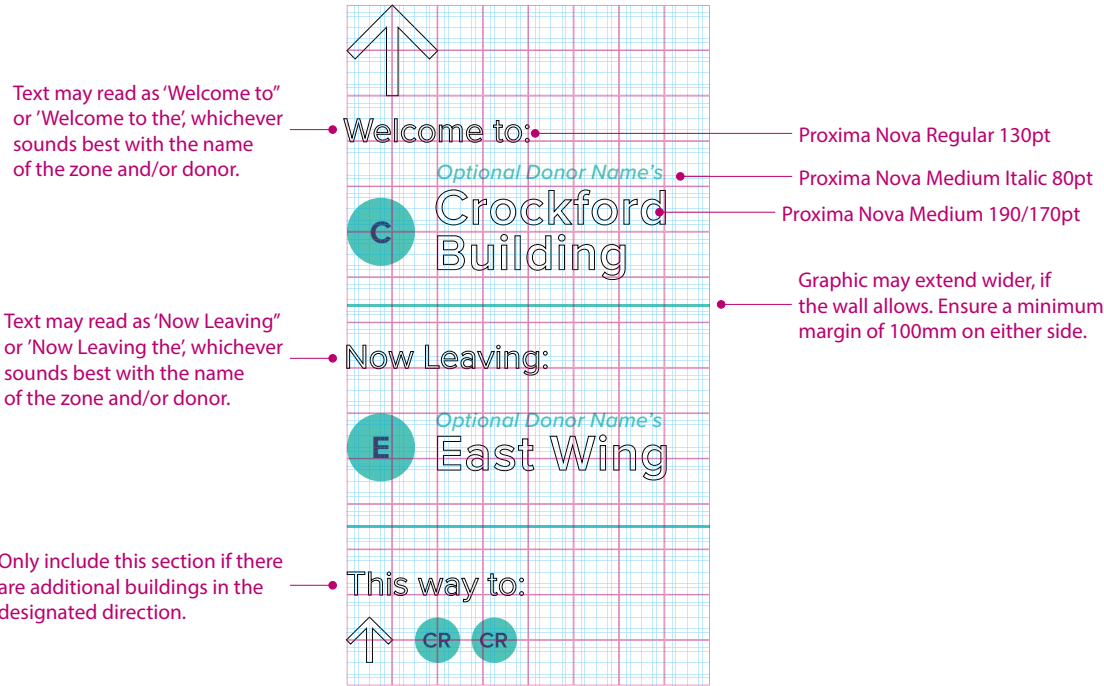 Text may read as ‘Welcome to”
or ’Welcome to the’, whichever
sounds best with the name
of the zone and/or donor.
Welcome to:
Proxima Nova Regular 130pt
Optional Donor Name's
Proxima Nova Medium Italic 80pt
C
Crockford
Building
Proxima Nova Medium 190/170pt
Graphic may extend wider, if
the wall allows. Ensure a minimum
margin of 100mm on either side.
Text may read as ‘Now Leaving”
or ’Now Leaving the’, whichever
sounds best with the name
of the zone and/or donor.
Now Leaving:
Optional Donor Name's
E
East Wing
Only include this section if there
are additional buildings in the
designated direction.
This way to:
CR CR